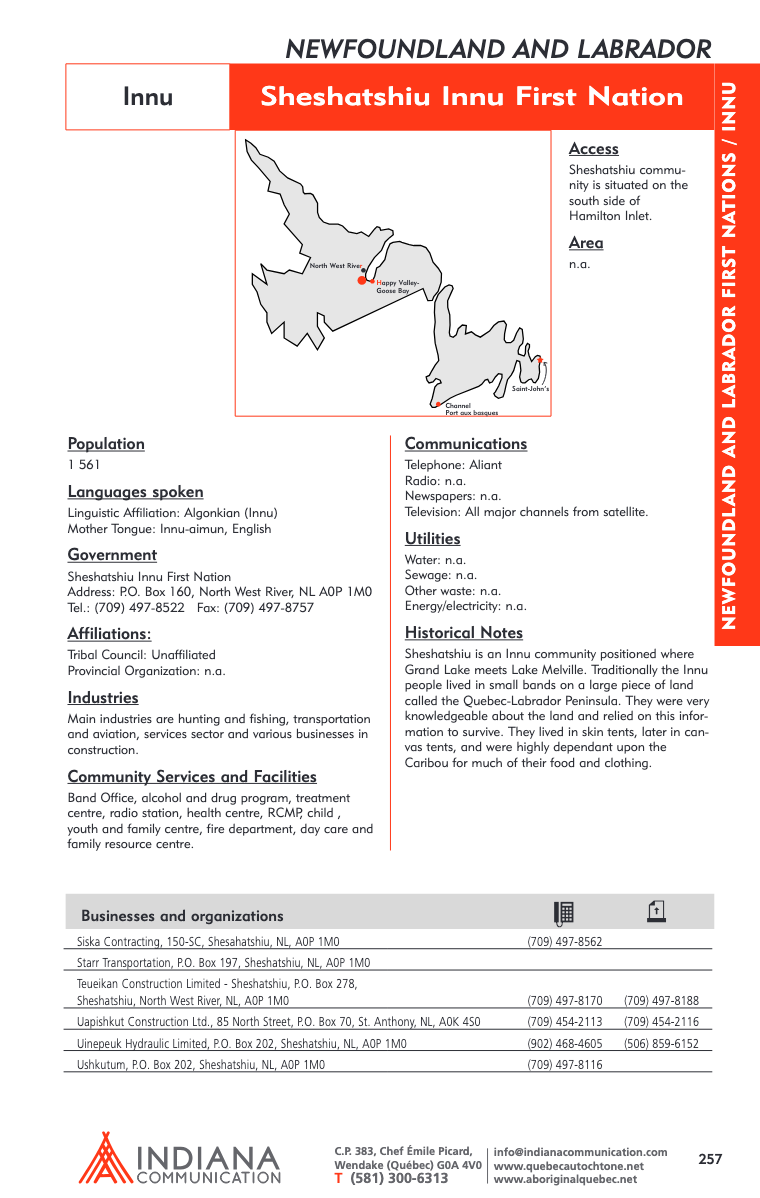 NEWFOUNDLAND AND LABRADOR
Innu
Sheshatshiu Innu First Nation
NEWFOUNDLAND AND LABRADOR FIRST NATIONS / INNU
North West River
Happy Valley-
Goose Bay
Saint-John's
Channel
Port aux basques
Access
Sheshatshiu commu-
nity is situated on the
south side of
Hamilton Inlet.
Area
n.a.
Population
1 561
Languages spoken
Linguistic Affiliation: Algonkian (Innu)
Mother Tongue: Innu-aimun, English
Government
Sheshatshiu Innu First Nation
Address: P.O. Box 160, North West River, NL A0P 1M0
Tel.: (709) 497-8522 Fax: (709) 497-8757
Affiliations:
Tribal Council: Unaffiliated
Provincial Organization: n.a.
Industries
Main industries are hunting and fishing, transportation
and aviation, services sector and various businesses in
construction.
Community Services and Facilities
Band Office, alcohol and drug program, treatment
centre, radio station, health centre, RCMP, child ,
youth and family centre, fire department, day care and
family resource centre.
Communications
Telephone: Aliant
Radio: n.a.
Newspapers: n.a.
Television: All major channels from satellite.
Utilities
Water: n.a.
Sewage: n.a.
Other waste: n.a.
Energy/electricity: n.a.
Historical Notes
Sheshatshiu is an Innu community positioned where
Grand Lake meets Lake Melville. Traditionally the Innu
people lived in small bands on a large piece of land
called the Quebec-Labrador Peninsula. They were very
knowledgeable about the land and relied on this infor-
mation to survive. They lived in skin tents, later in can-
vas tents, and were highly dependant upon the
Caribou for much of their food and clothing.
Businesses and organizations
Siska Contracting, 150-SC, Shesahatshiu, NL, A0P 1M0 (709) 497-8562
Starr Transportation, P.O. Box 197, Sheshatshiu, NL, A0P 1M0
Teueikan Construction Limited - Sheshatshiu, P.O. Box 278,
Sheshatshiu, North West River, NL, A0P 1M0 (709) 497-8170 (709) 497-8188
Uapishkut Construction Ltd., 85 North Street, P.O. Box 70, St. Anthony, NL, A0K 4S0 (709) 454-2113 (709) 454-2116
Uinepeuk Hydraulic Limited, P.O. Box 202, Sheshatshiu, NL, A0P 1M0 (902) 468-4605 (506) 859-6152
Ushkutum, P.O. Box 202, Sheshatshiu, NL, A0P 1M0 (709) 497-8116
INDIANA
COMMUNICATION
C.P. 383, Chef Émile Picard,
Wendake (Québec) G0A 4V0
T (581) 300-6313
info@indianacommunication.com
www.quebecautochtone.net
www.aboriginalquebec.net
257